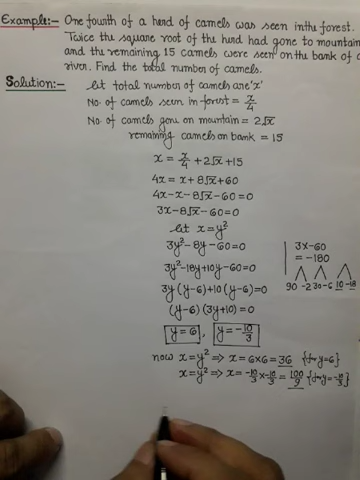 Example:- One fourth of a herd of camels was seen in the forest.
Twice the square root of the herd had gone to mountain
and the remaining 15 camels were seen on the bank of a
river. Find the total number of camels.
Solution:- let total number of camels are 'x'
No. of camels seen in forest = x/4
No. of camels gone on mountain = 2√x
remaining camels on bank = 15
x = x/4 + 2√x + 15
4x = x + 8√x + 60
4x - x - 8√x - 60 = 0
3x - 8√x - 60 = 0
let x = y²
3y² - 8y - 60 = 0
3y² - 18y + 10y - 60 = 0
3y(y-6) + 10(y-6) = 0
(y-6)(3y+10) = 0
y = 6, y = -10/3
3x-60
= -180
90 -2 30 -6 10 -18
now x = y² ⇒ x = 6×6 = 36 {for y=6}
x = y² ⇒ x = -10/3 × -10/3 = 100/9 {for y = -10/3}